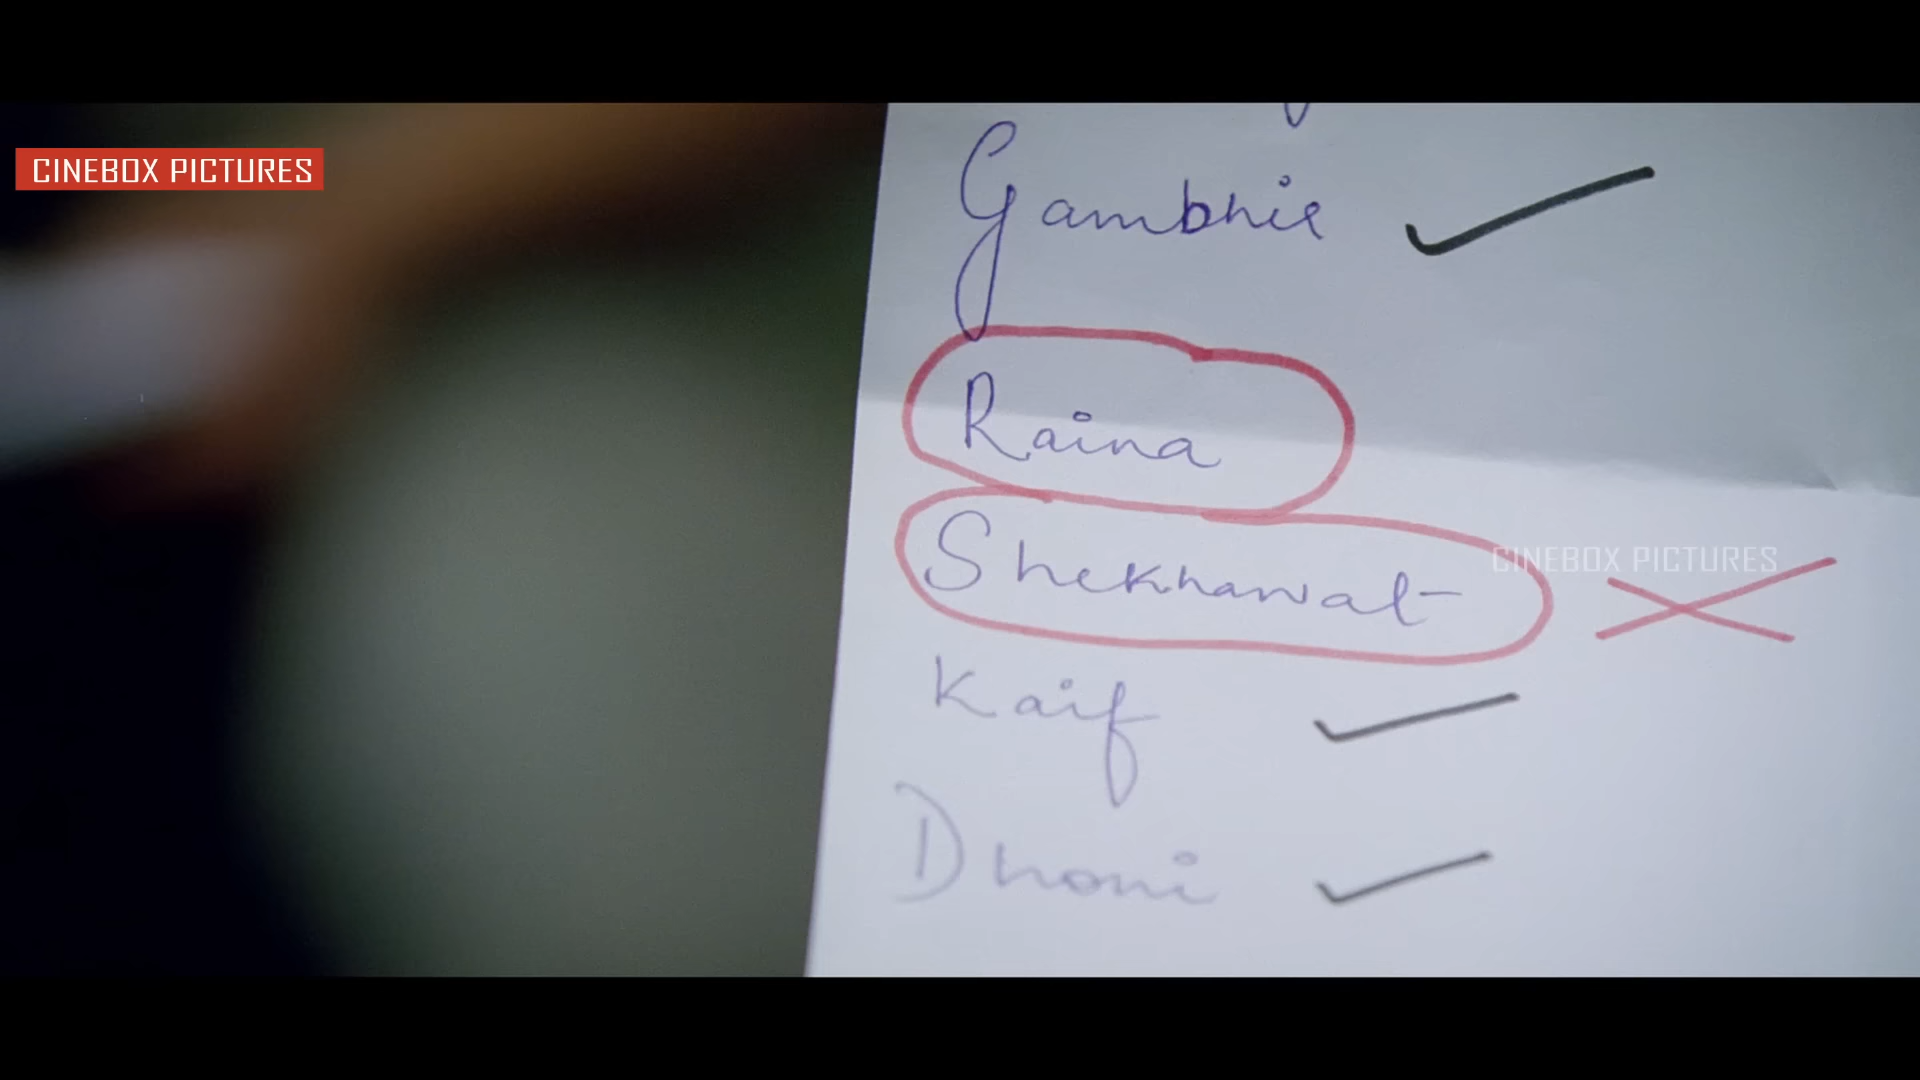 CINEBOX PICTURES
Gambhir
Raina
Shekhawat
CINEBOX PICTURES
Kaif
Dhoni